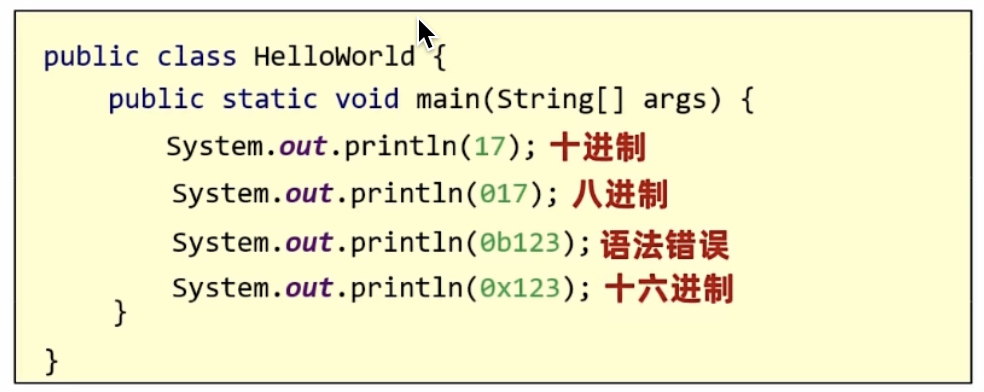 public class HelloWorld {
public static void main(String[] args) {
System.out.println(17); 十进制
System.out.println(017); 八进制
System.out.println(0b123); 语法错误
System.out.println(0x123); 十六进制
}
}